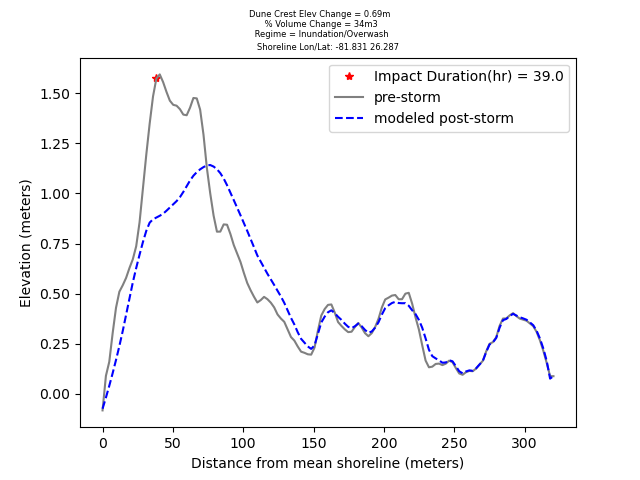 Dune Crest Elev Change = 0.69m
% Volume Change = 34m3
Regime = Inundation/Overwash
Shoreline Lon/Lat: -81.831 26.287
Impact Duration(hr) = 39.0
pre-storm
modeled post-storm
Elevation (meters)
1.50
1.25
1.00
0.75
0.50
0.25
0.00
0 50 100 150 200 250 300
Distance from mean shoreline (meters)